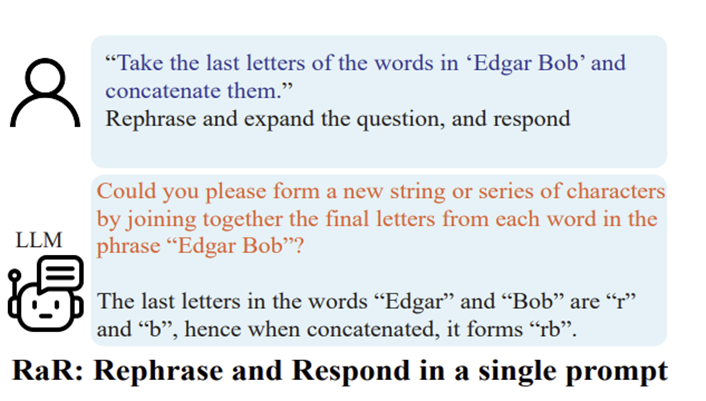 “Take the last letters of the words in ‘Edgar Bob’ and
concatenate them.”
Rephrase and expand the question, and respond
Could you please form a new string or series of characters
by joining together the final letters from each word in the
phrase “Edgar Bob”?
LLM
The last letters in the words “Edgar” and “Bob” are “r”
and “b”, hence when concatenated, it forms “rb”.
RaR: Rephrase and Respond in a single prompt